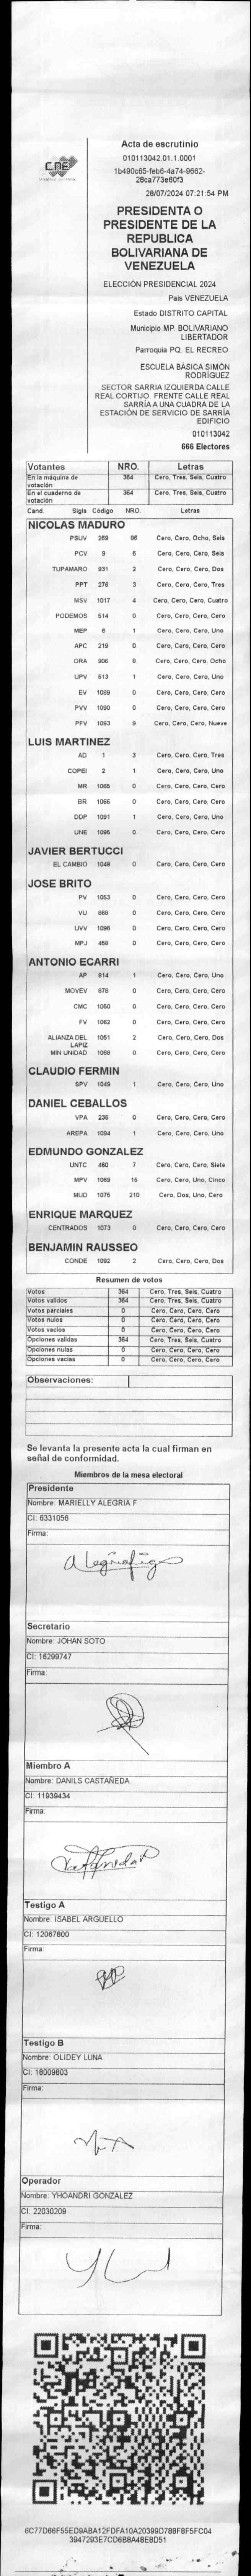 CNE
Acta de escrutinio
010113042.01.1.0001
1b490c65-feb6-4a74-9662-
28ca773e60f3
28/07/2024 07:21:54 PM
PRESIDENTA O
PRESIDENTE DE LA
REPUBLICA
BOLIVARIANA DE
VENEZUELA
ELECCIÓN PRESIDENCIAL 2024
Pais VENEZUELA
Estado DISTRITO CAPITAL
Municipio MP. BOLIVARIANO
LIBERTADOR
Parroquia PQ. EL RECREO
ESCUELA BÁSICA SIMÓN
RODRÍGUEZ
SECTOR SARRIA IZQUIERDA CALLE
REAL CORTIJO. FRENTE CALLE REAL
SARRÍA A UNA CUADRA DE LA
ESTACIÓN DE SERVICIO DE SARRÍA
EDIFICIO
010113042
666 Electores
Votantes NRO. Letras
En la máquina de votación 364 Cero, Tres, Seis, Cuatro
En el cuaderno de votación 364 Cero, Tres, Seis, Cuatro
Cand. Sigla Código NRO. Letras
NICOLAS MADURO
PSUV 269 86 Cero, Cero, Ocho, Seis
PCV 9 6 Cero, Cero, Cero, Seis
TUPAMARO 931 2 Cero, Cero, Cero, Dos
PPT 276 3 Cero, Cero, Cero, Tres
MSV 1017 4 Cero, Cero, Cero, Cuatro
PODEMOS 514 0 Cero, Cero, Cero, Cero
MEP 6 1 Cero, Cero, Cero, Uno
APC 219 0 Cero, Cero, Cero, Cero
ORA 906 8 Cero, Cero, Cero, Ocho
UPV 513 1 Cero, Cero, Cero, Uno
EV 1089 0 Cero, Cero, Cero, Cero
PVV 1090 0 Cero, Cero, Cero, Cero
PFV 1093 9 Cero, Cero, Cero, Nueve
LUIS MARTINEZ
AD 1 3 Cero, Cero, Cero, Tres
COPEI 2 1 Cero, Cero, Cero, Uno
MR 1065 0 Cero, Cero, Cero, Cero
BR 1066 0 Cero, Cero, Cero, Cero
DDP 1091 1 Cero, Cero, Cero, Uno
UNE 1095 0 Cero, Cero, Cero, Cero
JAVIER BERTUCCI
EL CAMBIO 1048 0 Cero, Cero, Cero, Cero
JOSE BRITO
PV 1053 0 Cero, Cero, Cero, Cero
VU 868 0 Cero, Cero, Cero, Cero
UVV 1096 0 Cero, Cero, Cero, Cero
MPJ 458 0 Cero, Cero, Cero, Cero
ANTONIO ECARRI
AP 914 1 Cero, Cero, Cero, Uno
MOVEV 878 0 Cero, Cero, Cero, Cero
CMC 1050 0 Cero, Cero, Cero, Cero
FV 1062 0 Cero, Cero, Cero, Cero
ALIANZA DEL LAPIZ 1051 2 Cero, Cero, Cero, Dos
MIN UNIDAD 1068 0 Cero, Cero, Cero, Cero
CLAUDIO FERMIN
SPV 1049 1 Cero, Cero, Cero, Uno
DANIEL CEBALLOS
VPA 236 0 Cero, Cero, Cero, Cero
AREPA 1094 1 Cero, Cero, Cero, Uno
EDMUNDO GONZALEZ
UNTC 460 7 Cero, Cero, Cero, Siete
MPV 1069 15 Cero, Cero, Uno, Cinco
MUD 1075 210 Cero, Dos, Uno, Cero
ENRIQUE MARQUEZ
CENTRADOS 1073 0 Cero, Cero, Cero, Cero
BENJAMIN RAUSSEO
CONDE 1092 2 Cero, Cero, Cero, Dos
Resumen de votos
Votos 364 Cero, Tres, Seis, Cuatro
Votos validos 364 Cero, Tres, Seis, Cuatro
Votos parciales 0 Cero, Cero, Cero, Cero
Votos nulos 0 Cero, Cero, Cero, Cero
Votos vacios 0 Cero, Cero, Cero, Cero
Opciones validas 364 Cero, Tres, Seis, Cuatro
Opciones nulas 0 Cero, Cero, Cero, Cero
Opciones vacias 0 Cero, Cero, Cero, Cero
Observaciones:
Se levanta la presente acta la cual firman en
señal de conformidad.
Miembros de la mesa electoral
Presidente
Nombre: MARIELLY ALEGRIA F
CI: 6331056
Firma:
Secretario
Nombre: JOHAN SOTO
CI: 16299747
Firma:
Miembro A
Nombre: DANILS CASTAÑEDA
CI: 11939434
Firma:
Testigo A
Nombre: ISABEL ARGUELLO
CI: 12067800
Firma:
Testigo B
Nombre: OLIDEY LUNA
CI: 18009803
Firma:
Operador
Nombre: YHOANDRI GONZALEZ
CI: 22030209
Firma:
6C77D66F55ED9ABA12FDFA10A20399D78BF8F5FC04
3947293E7CD6B8A48E8D51